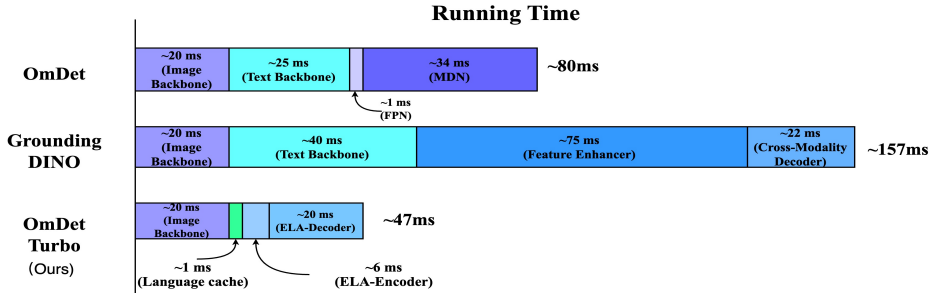 Running Time
OmDet
~20 ms
(Image
Backbone)
~25 ms
(Text Backbone)
~34 ms
(MDN)
~80ms
~1 ms
(FPN)
Grounding
DINO
~20 ms
(Image
Backbone)
~40 ms
(Text Backbone)
~75 ms
(Feature Enhancer)
~22 ms
(Cross-Modality
Decoder)
~157ms
OmDet
Turbo
(Ours)
~20 ms
(Image
Backbone)
~20 ms
(ELA-Decoder)
~47ms
~1 ms
(Language cache)
~6 ms
(ELA-Encoder)